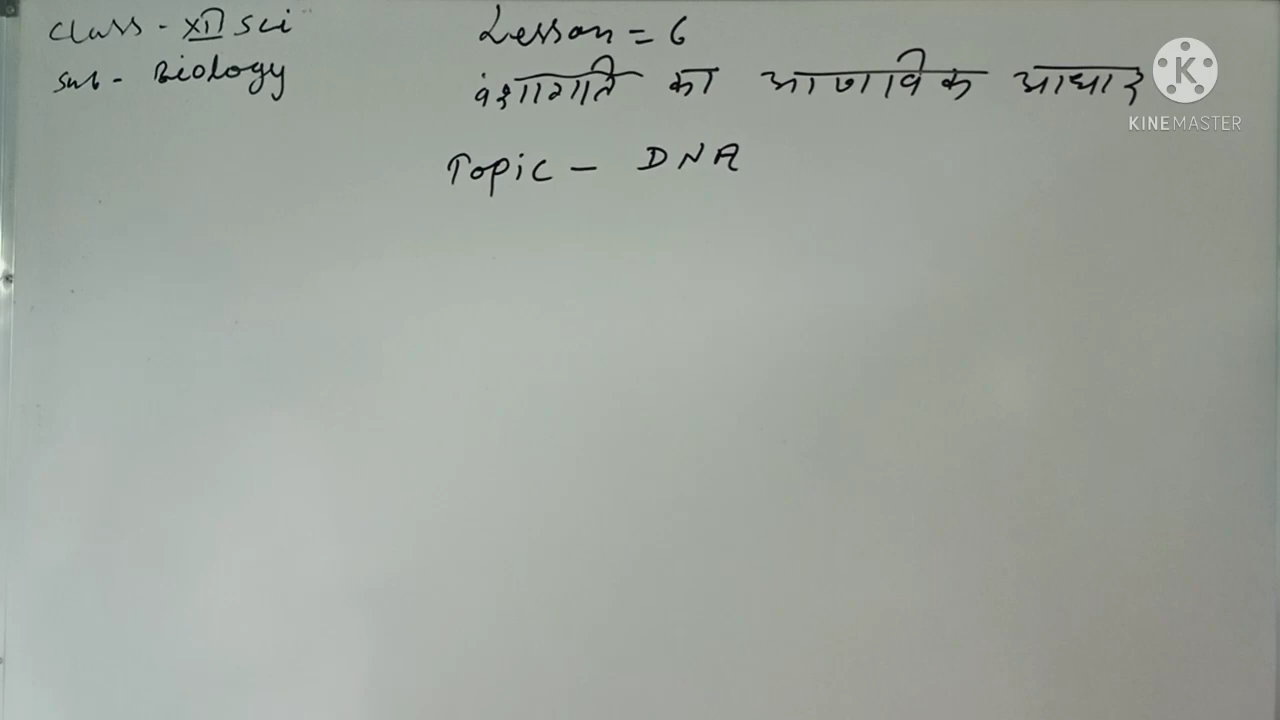 Class - XII Sci
Lesson = 6
Sub - Biology
वंशागति का आणविक आधार
KINEMASTER
Topic - DNA